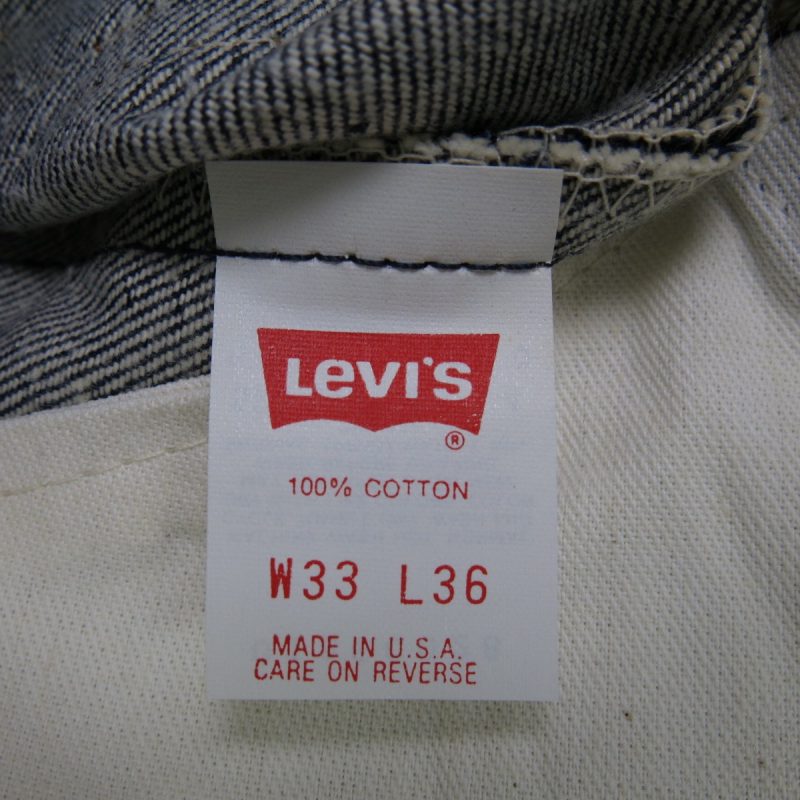 Levi's
®
100% COTTON
W33 L36
MADE IN U.S.A.
CARE ON REVERSE